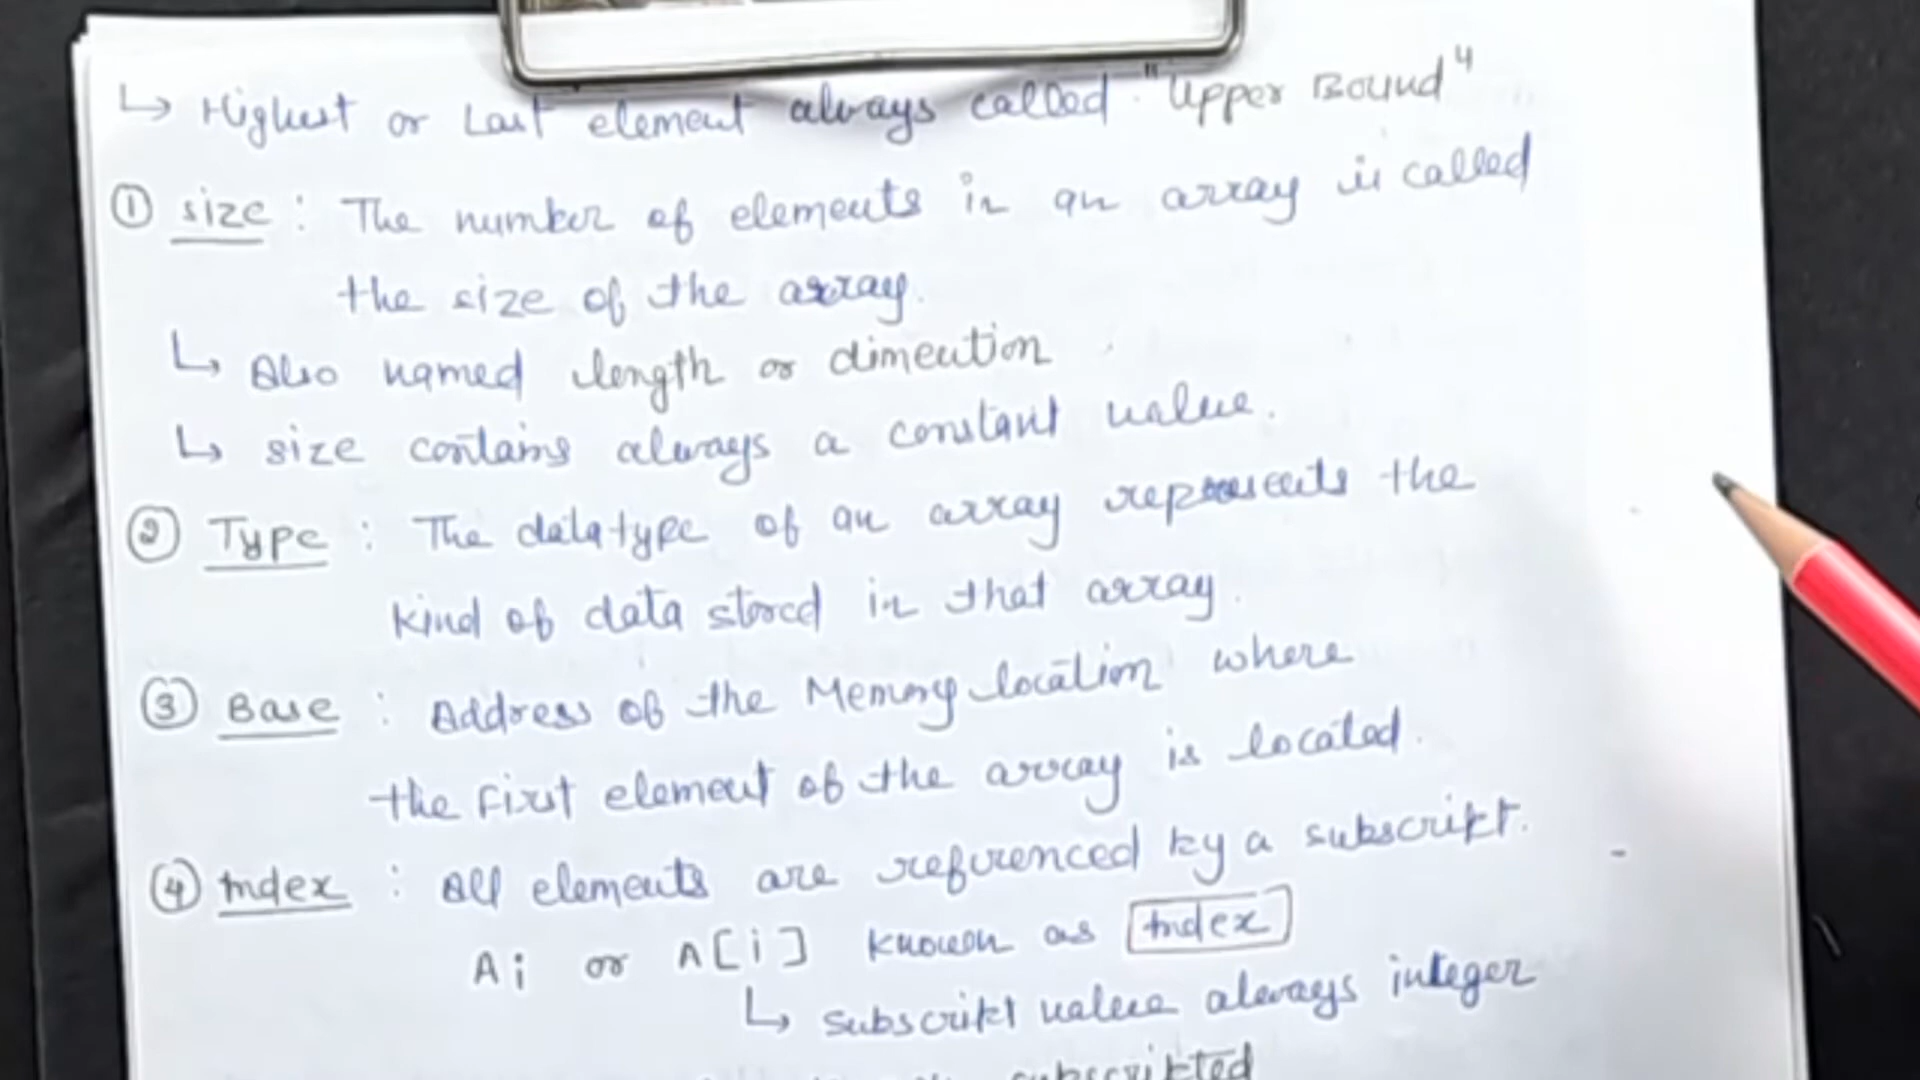 ↳ Highest or Last element always called "Upper Bound"
① size : The number of elements in an array is called
the size of the array.
↳ Also named length or dimention
↳ size contains always a constant value.
② Type : The datatype of an array represents the
kind of data stored in that array.
③ Base : Address of the Memory location where
the first element of the array is located.
④ Index : All elements are referenced by a subscript.
Ai or A[i] known as Index
↳ subscript value always integer
subscripted